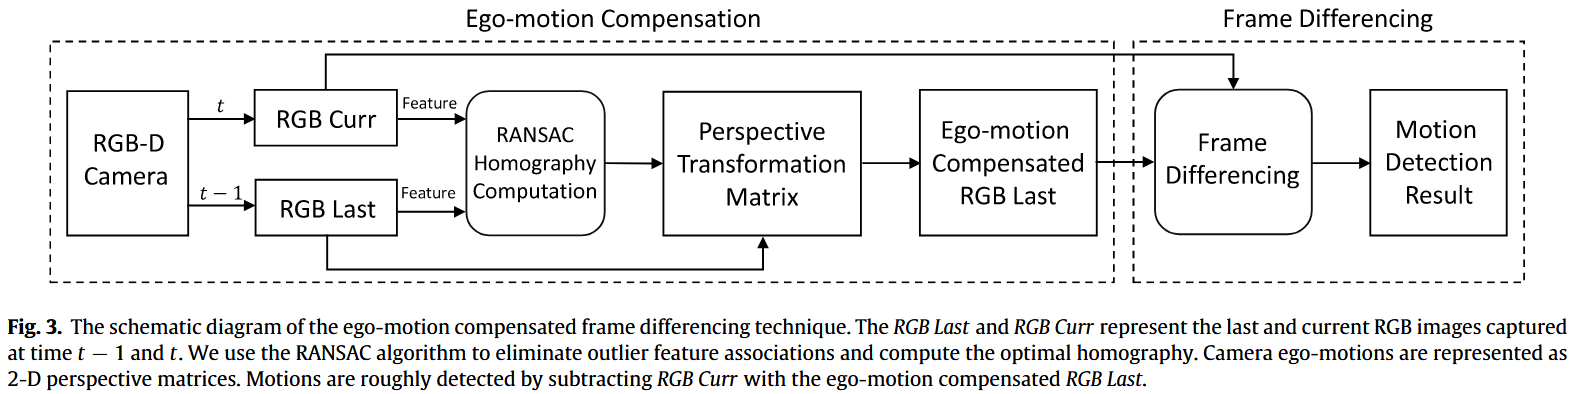 Ego-motion Compensation
Frame Differencing
RGB-D
Camera
t
t − 1
RGB Curr
RGB Last
Feature
Feature
RANSAC
Homography
Computation
Perspective
Transformation
Matrix
Ego-motion
Compensated
RGB Last
Frame
Differencing
Motion
Detection
Result
Fig. 3. The schematic diagram of the ego-motion compensated frame differencing technique. The RGB Last and RGB Curr represent the last and current RGB images captured
at time t − 1 and t. We use the RANSAC algorithm to eliminate outlier feature associations and compute the optimal homography. Camera ego-motions are represented as
2-D perspective matrices. Motions are roughly detected by subtracting RGB Curr with the ego-motion compensated RGB Last.